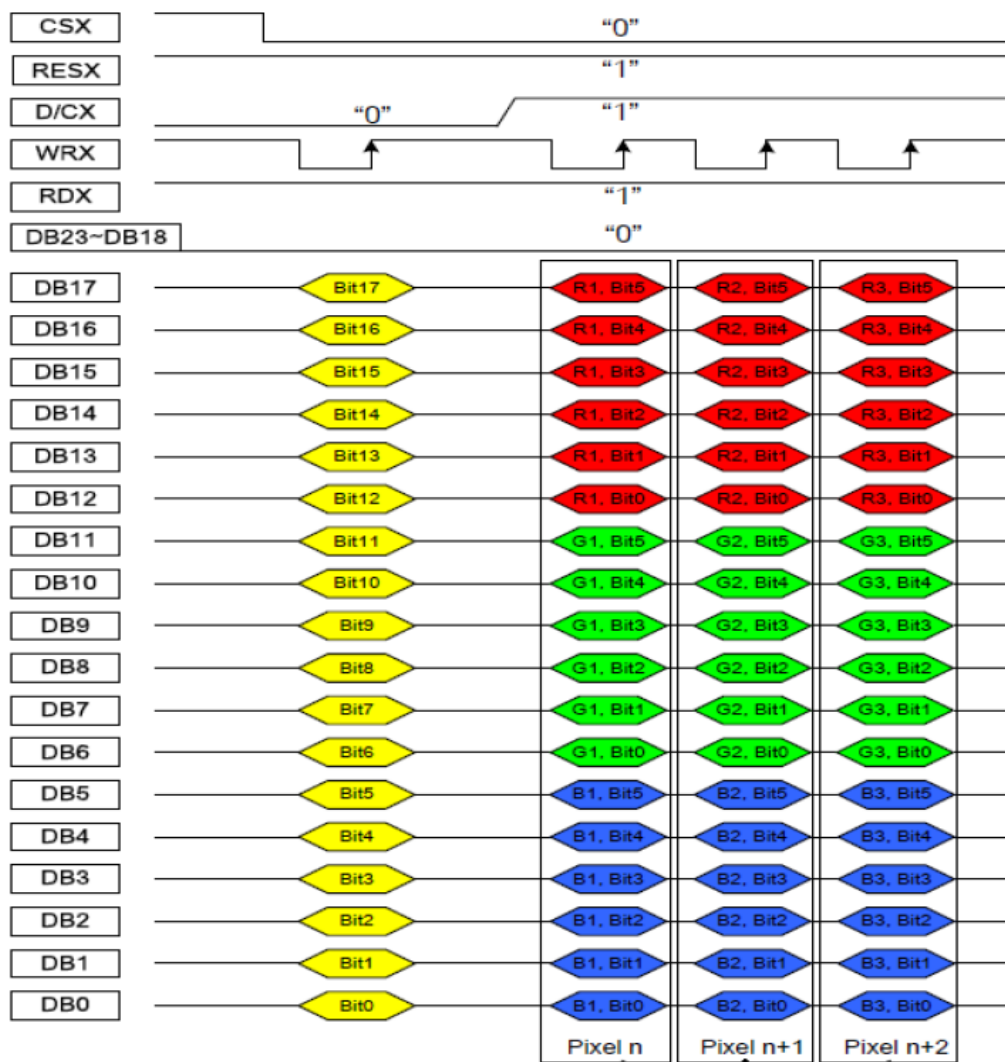 CSX “0”
RESX “1”
D/CX “0” “1”
WRX
RDX “1”
DB23~DB18 “0”
DB17 Bit17 R1, Bit5 R2, Bit5 R3, Bit5
DB16 Bit16 R1, Bit4 R2, Bit4 R3, Bit4
DB15 Bit15 R1, Bit3 R2, Bit3 R3, Bit3
DB14 Bit14 R1, Bit2 R2, Bit2 R3, Bit2
DB13 Bit13 R1, Bit1 R2, Bit1 R3, Bit1
DB12 Bit12 R1, Bit0 R2, Bit0 R3, Bit0
DB11 Bit11 G1, Bit5 G2, Bit5 G3, Bit5
DB10 Bit10 G1, Bit4 G2, Bit4 G3, Bit4
DB9 Bit9 G1, Bit3 G2, Bit3 G3, Bit3
DB8 Bit8 G1, Bit2 G2, Bit2 G3, Bit2
DB7 Bit7 G1, Bit1 G2, Bit1 G3, Bit1
DB6 Bit6 G1, Bit0 G2, Bit0 G3, Bit0
DB5 Bit5 B1, Bit5 B2, Bit5 B3, Bit5
DB4 Bit4 B1, Bit4 B2, Bit4 B3, Bit4
DB3 Bit3 B1, Bit3 B2, Bit3 B3, Bit3
DB2 Bit2 B1, Bit2 B2, Bit2 B3, Bit2
DB1 Bit1 B1, Bit1 B2, Bit1 B3, Bit1
DB0 Bit0 B1, Bit0 B2, Bit0 B3, Bit0
Pixel n Pixel n+1 Pixel n+2